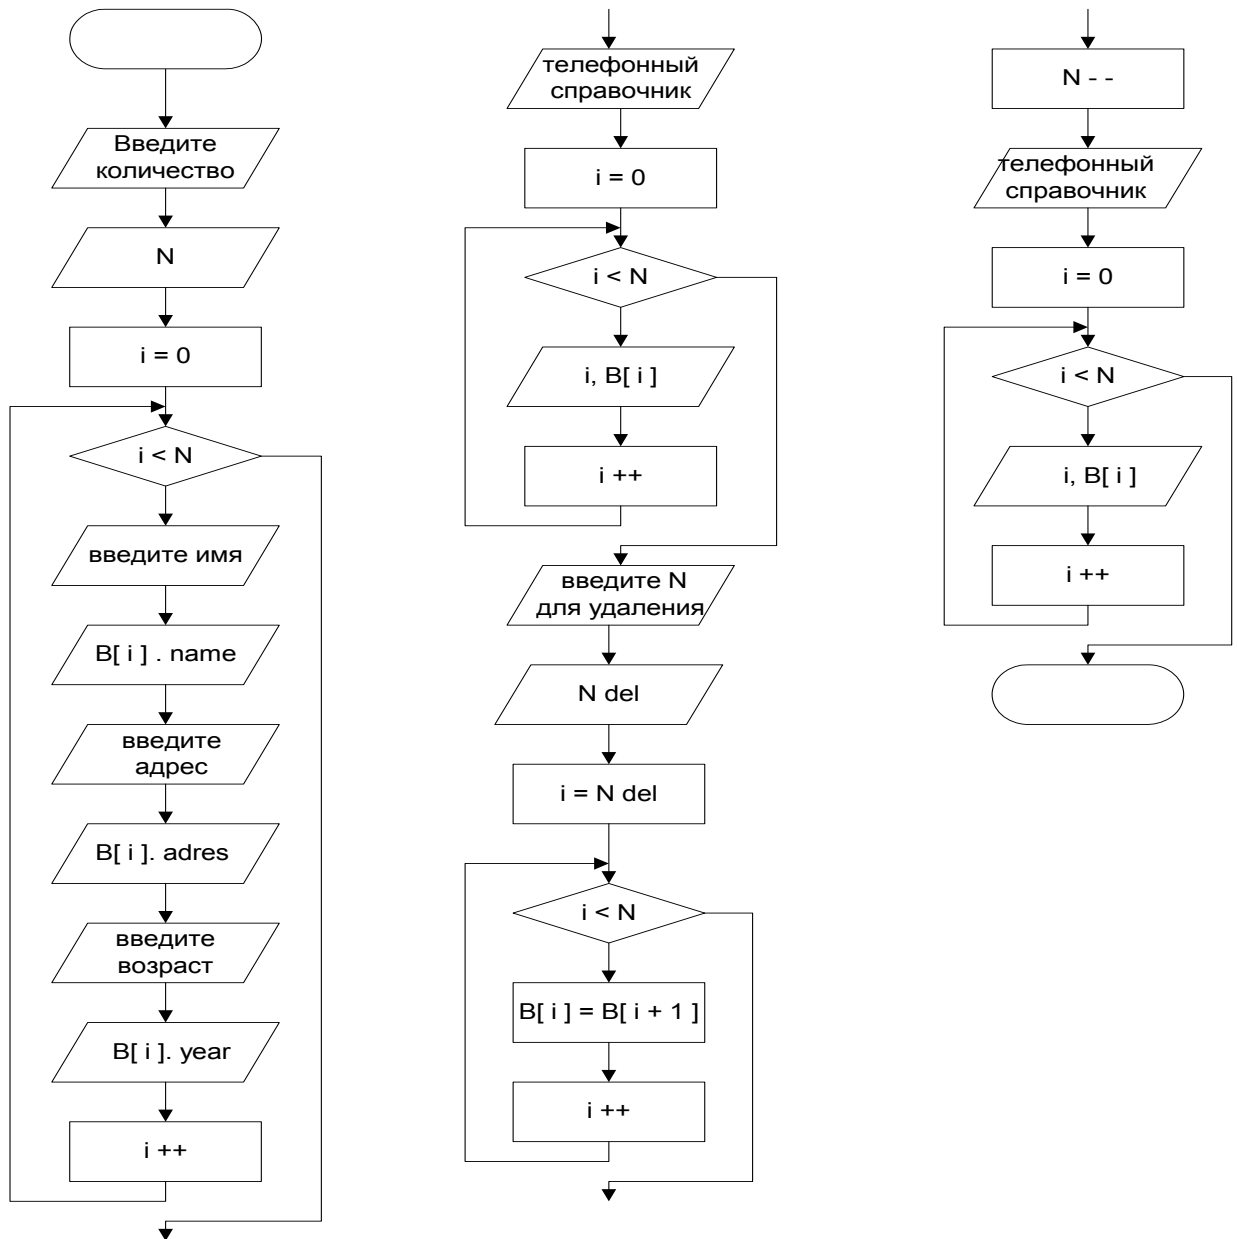 Введите
количество
N
i = 0
i < N
введите имя
B[ i ] . name
введите
адрес
B[ i ]. adres
введите
возраст
B[ i ]. year
i ++
телефонный
справочник
i = 0
i < N
i, B[ i ]
i ++
введите N
для удаления
N del
i = N del
i < N
B[ i ] = B[ i + 1 ]
i ++
N - -
телефонный
справочник
i = 0
i < N
i, B[ i ]
i ++